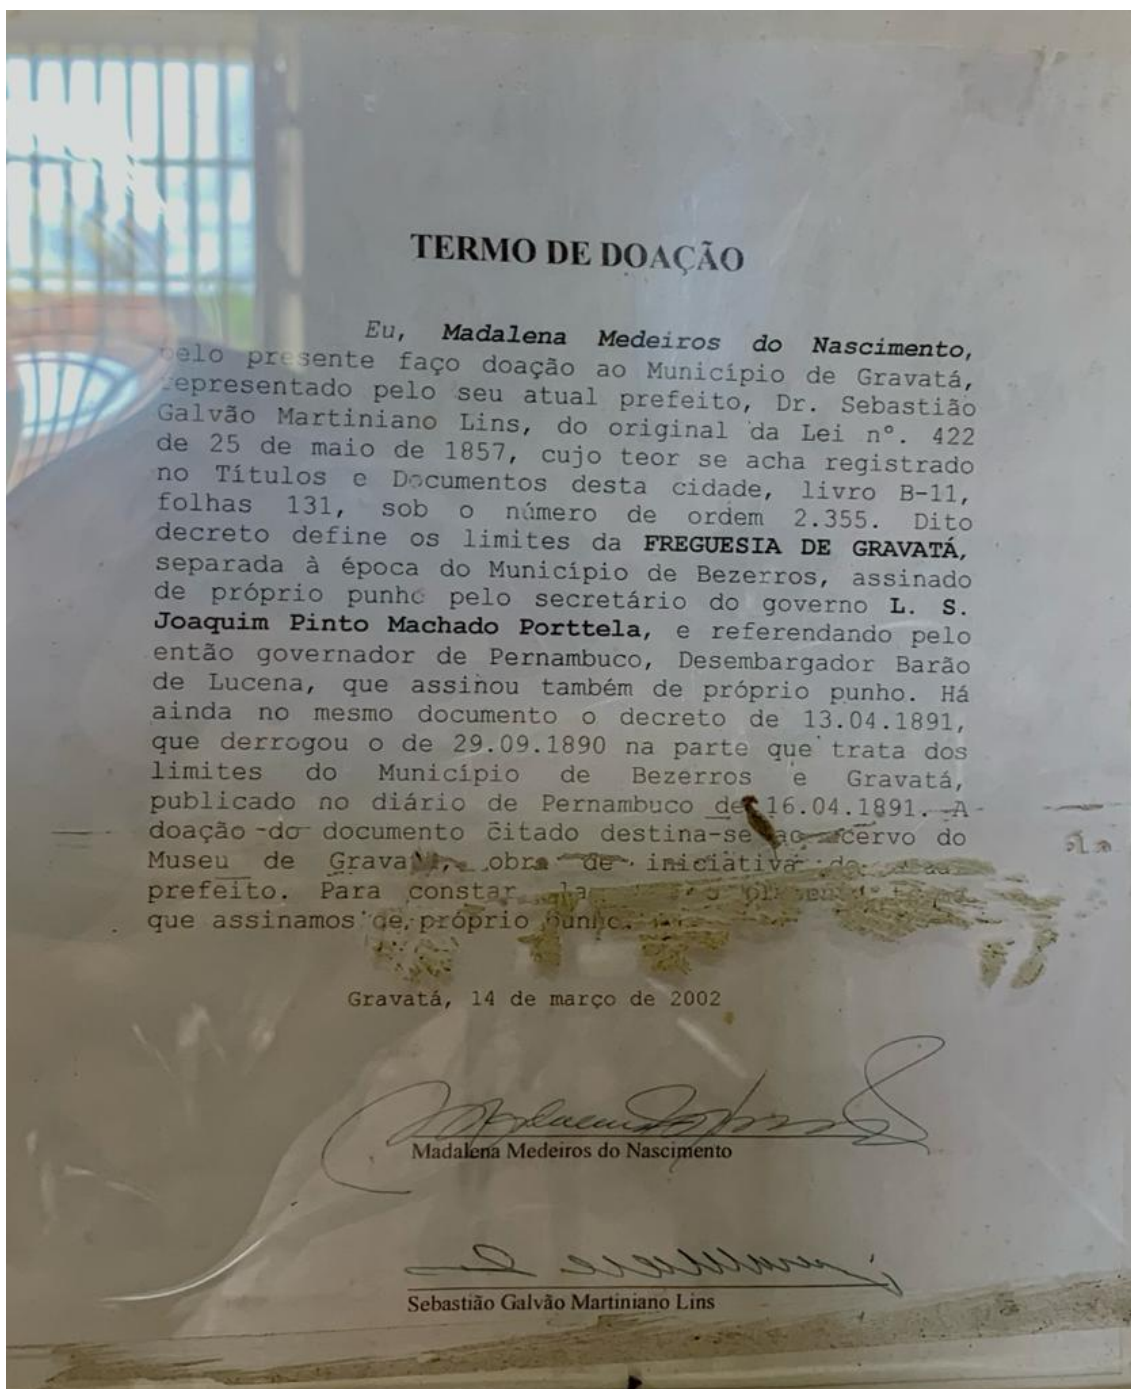 TERMO DE DOAÇÃO
Eu, Madalena Medeiros do Nascimento,
pelo presente faço doação ao Município de Gravatá,
representado pelo seu atual prefeito, Dr. Sebastião
Galvão Martiniano Lins, do original da Lei nº. 422
de 25 de maio de 1857, cujo teor se acha registrado
no Títulos e Documentos desta cidade, livro B-11,
folhas 131, sob o número de ordem 2.355. Dito
decreto define os limites da FREGUESIA DE GRAVATÁ,
separada à época do Município de Bezerros, assinado
de próprio punho pelo secretário do governo L. S.
Joaquim Pinto Machado Porttela, e referendando pelo
então governador de Pernambuco, Desembargador Barão
de Lucena, que assinou também de próprio punho. Há
ainda no mesmo documento o decreto de 13.04.1891,
que derrogou o de 29.09.1890 na parte que trata dos
limites do Município de Bezerros e Gravatá,
publicado no diário de Pernambuco de 16.04.1891. A
doação do documento citado destina-se ao acervo do
Museu de Gravatá, obra de iniciativa do
prefeito. Para constar
que assinamos de próprio punho.
Gravatá, 14 de março de 2002
Madalena Medeiros do Nascimento
Sebastião Galvão Martiniano Lins